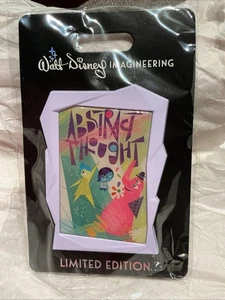 Walt Disney IMAGINEERING
ABSTRACT
THOUGHT
LIMITED EDITION